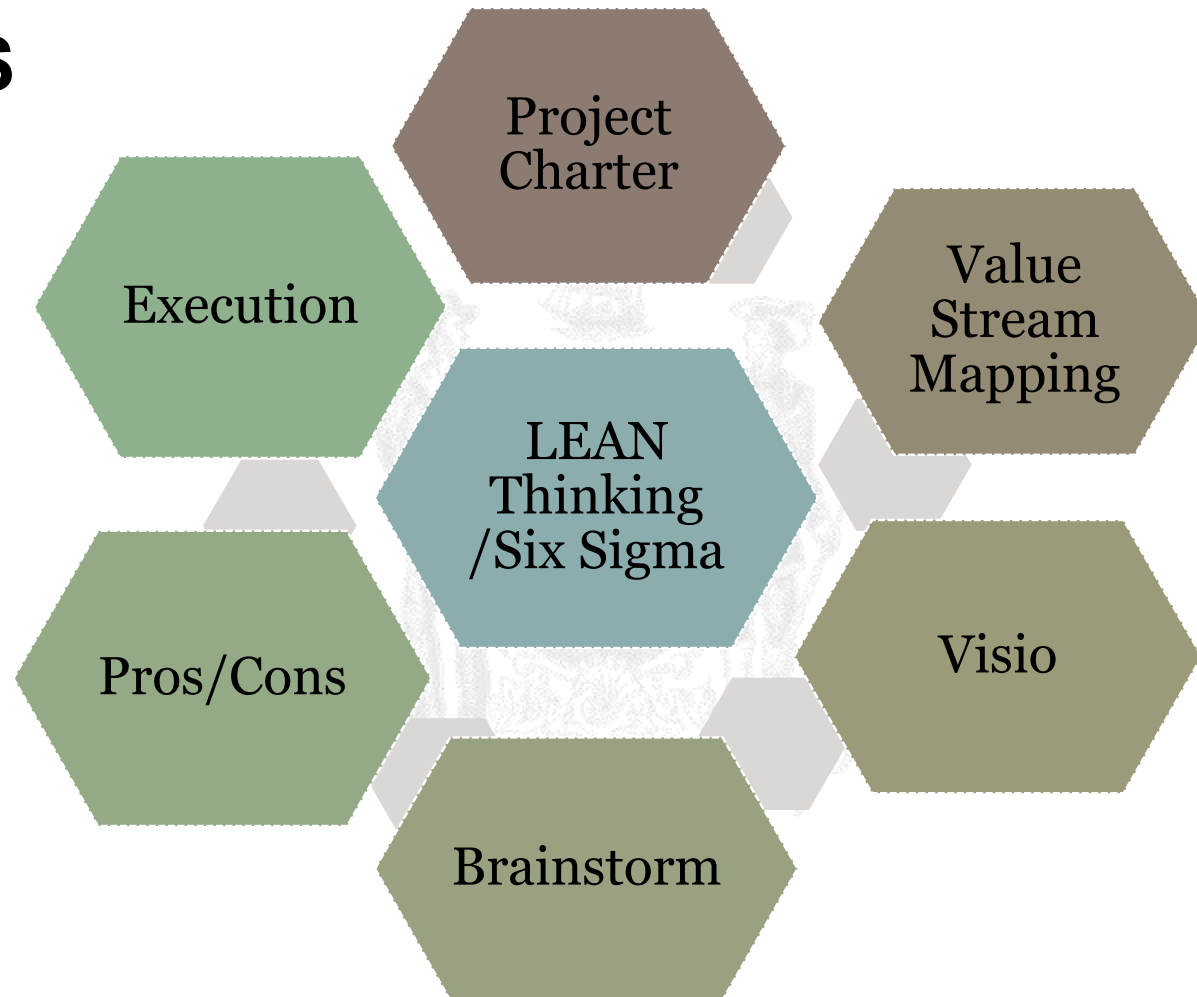 s
Project
Charter
Value
Stream
Mapping
Visio
Brainstorm
Pros/Cons
Execution
LEAN
Thinking
/Six Sigma